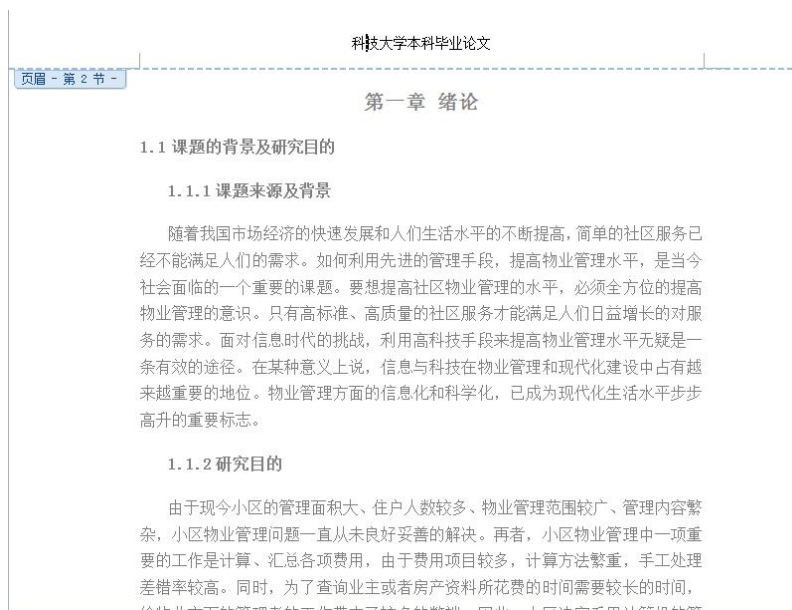 科技大学本科毕业论文
页眉 - 第 2 节 -
第一章 绪论
1.1 课题的背景及研究目的
1.1.1 课题来源及背景
随着我国市场经济的快速发展和人们生活水平的不断提高,简单的社区服务已
经不能满足人们的需求。如何利用先进的管理手段，提高物业管理水平，是当今
社会面临的一个重要的课题。要想提高社区物业管理的水平，必须全方位的提高
物业管理的意识。只有高标准、高质量的社区服务才能满足人们日益增长的对服
务的需求。面对信息时代的挑战，利用高科技手段来提高物业管理水平无疑是一
条有效的途径。在某种意义上说，信息与科技在物业管理和现代化建设中占有越
来越重要的地位。物业管理方面的信息化和科学化，已成为现代化生活水平步步
高升的重要标志。
1.1.2 研究目的
由于现今小区的管理面积大、住户人数较多、物业管理范围较广、管理内容繁
杂，小区物业管理问题一直从未良好妥善的解决。再者，小区物业管理中一项重
要的工作是计算、汇总各项费用，由于费用项目较多，计算方法繁重，手工处理
差错率较高。同时，为了查询业主或者房产资料所花费的时间需要较长的时间，